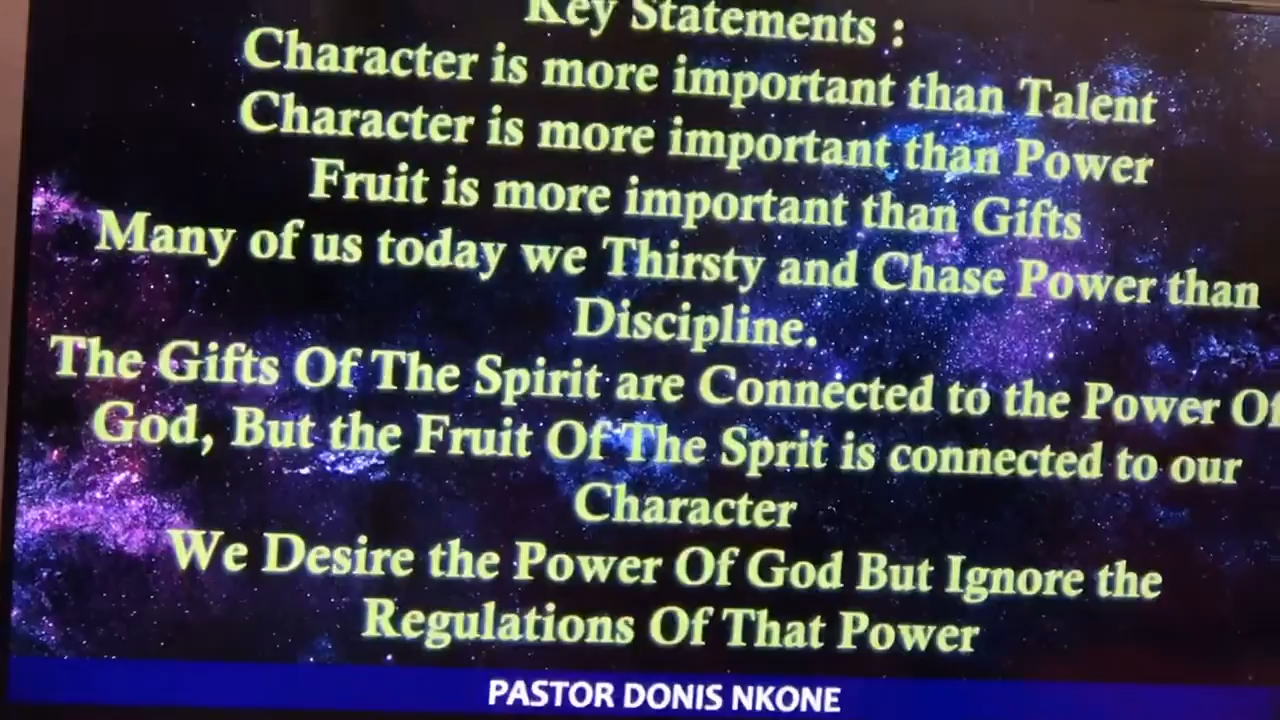 Key Statements :
Character is more important than Talent
Character is more important than Power
Fruit is more important than Gifts
Many of us today we Thirsty and Chase Power than
Discipline.
The Gifts Of The Spirit are Connected to the Power Of
God, But the Fruit Of The Sprit is connected to our
Character
We Desire the Power Of God But Ignore the
Regulations Of That Power
PASTOR DONIS NKONE